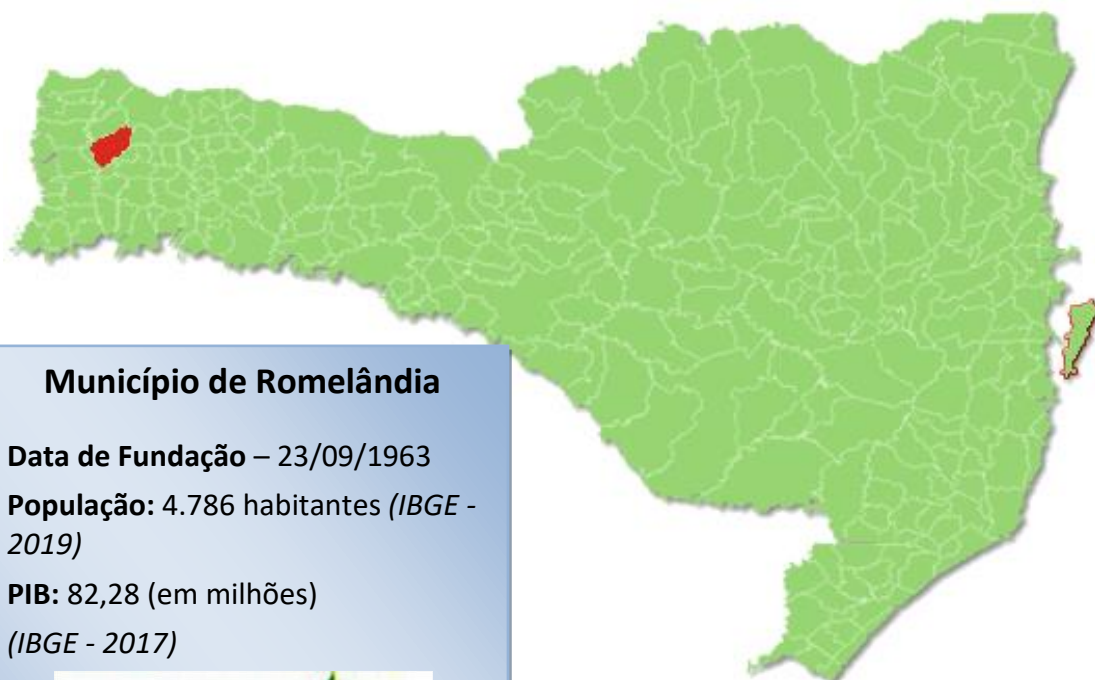 Município de Romelândia
Data de Fundação – 23/09/1963
População: 4.786 habitantes (IBGE -
2019)
PIB: 82,28 (em milhões)
(IBGE - 2017)